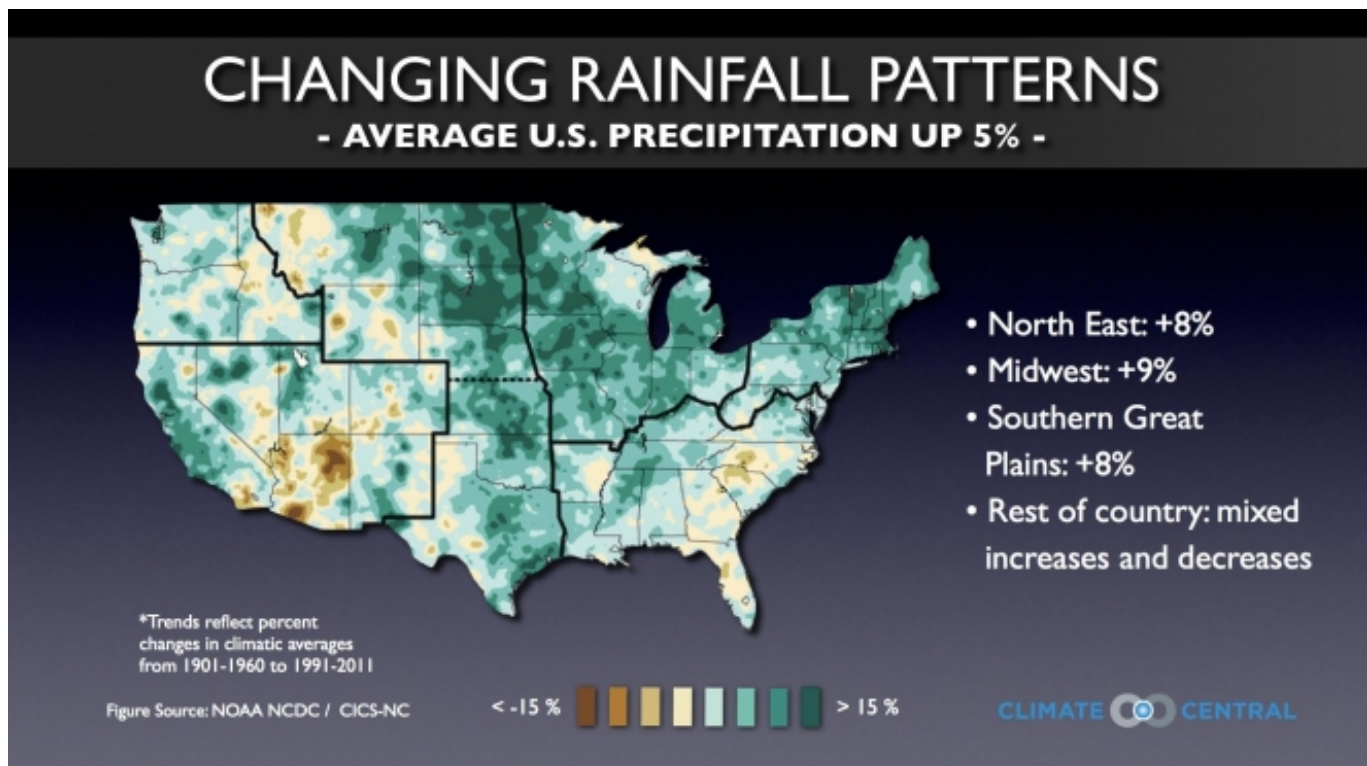 CHANGING RAINFALL PATTERNS
- AVERAGE U.S. PRECIPITATION UP 5% -
• North East: +8%
• Midwest: +9%
• Southern Great
Plains: +8%
• Rest of country: mixed
increases and decreases
*Trends reflect percent
changes in climatic averages
from 1901-1960 to 1991-2011
Figure Source: NOAA NCDC / CICS-NC
< -15 %
> 15 %
CLIMATE CENTRAL